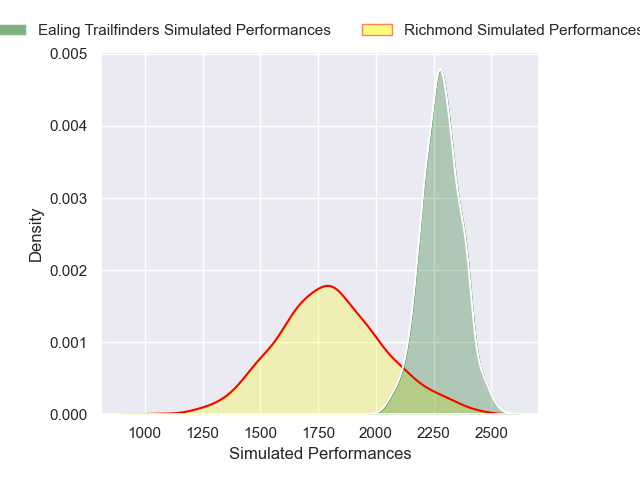 Ealing Trailfinders Simulated Performances
Richmond Simulated Performances
0.005
0.004
0.003
0.002
0.001
0.000
Density
1000 1250 1500 1750 2000 2250 2500
Simulated Performances